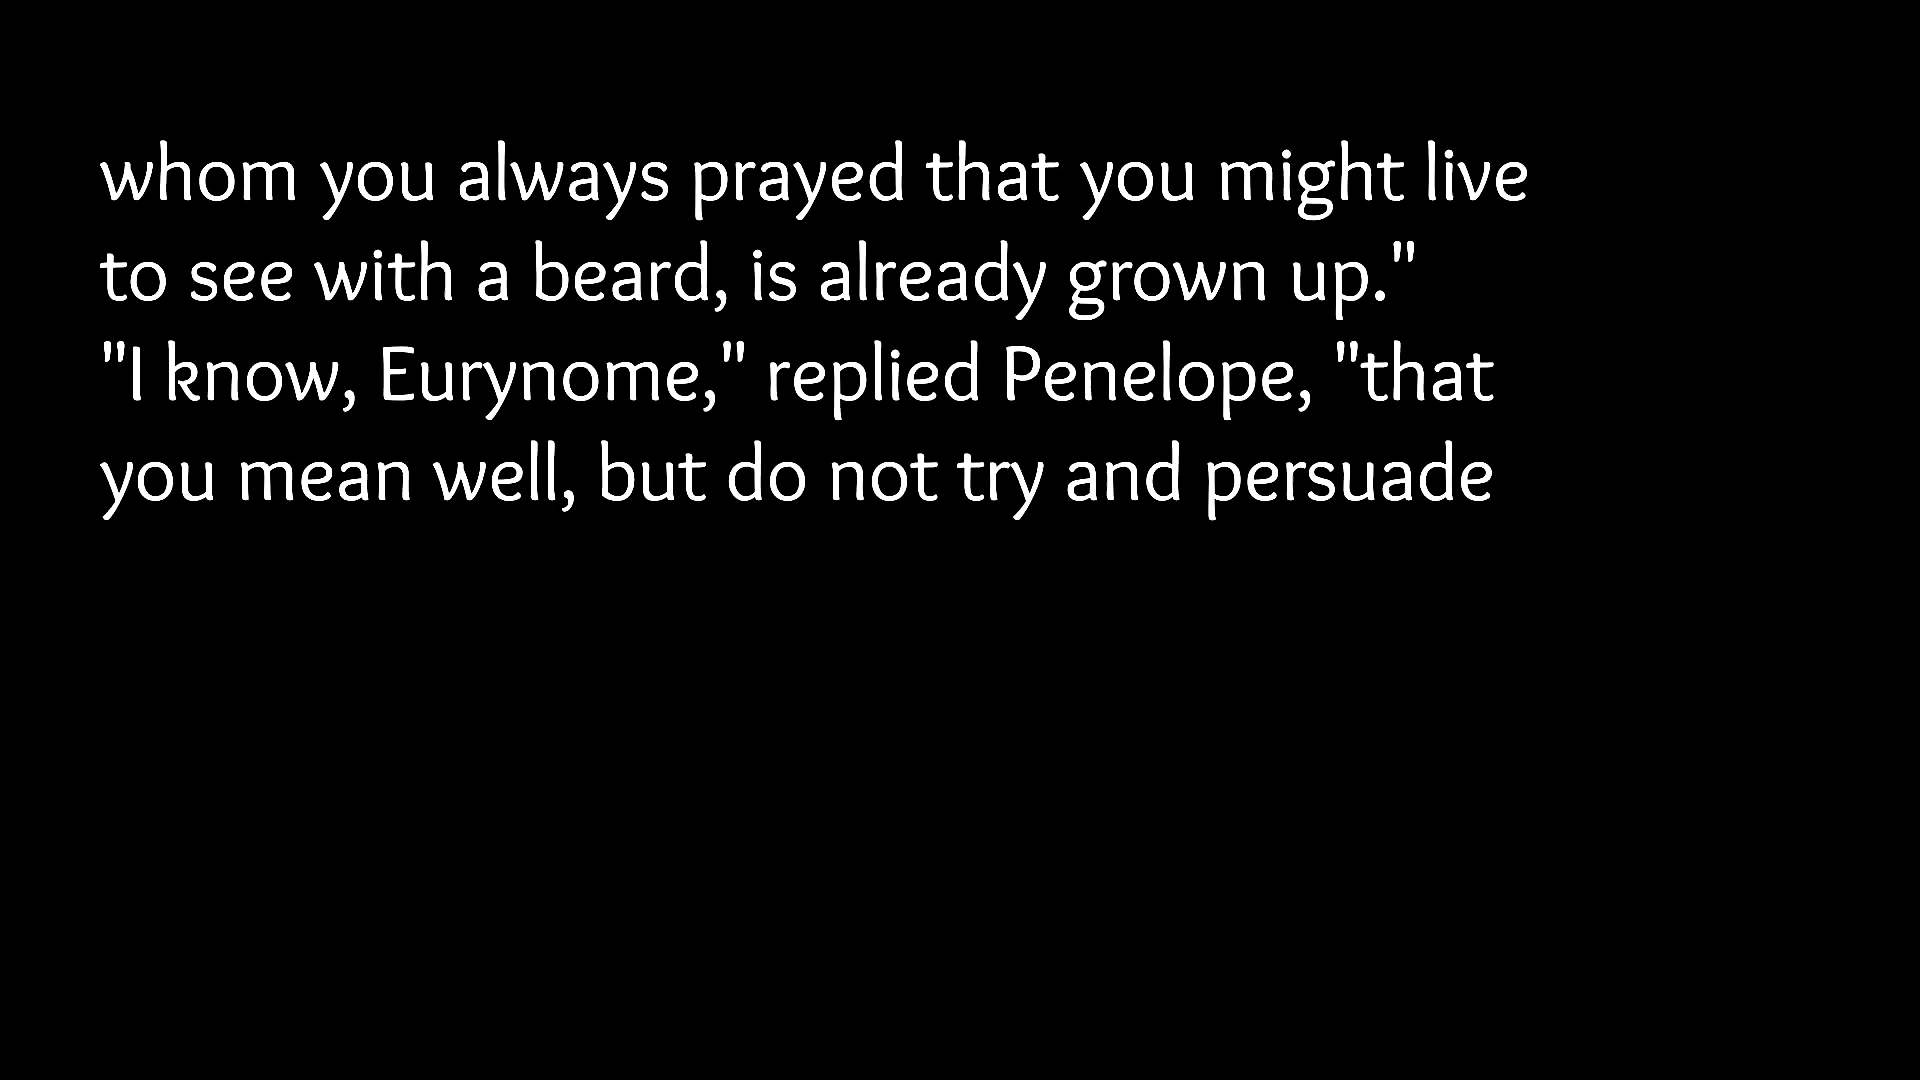 whom you always prayed that you might live
to see with a beard, is already grown up."
"I know, Eurynome," replied Penelope, "that
you mean well, but do not try and persuade